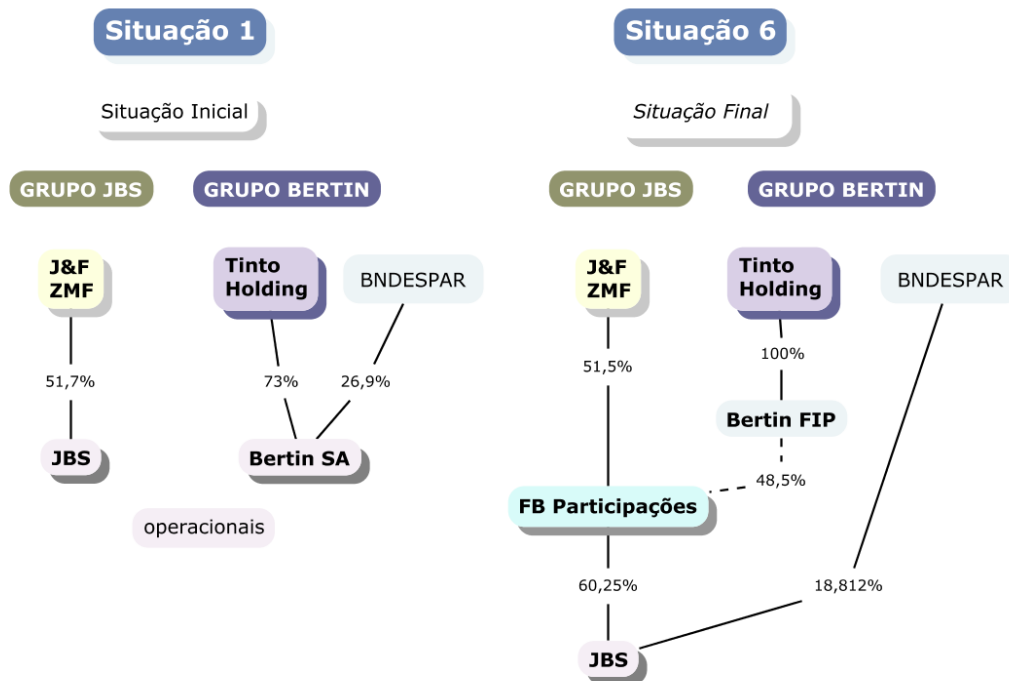 Situação 1
Situação Inicial
GRUPO JBS
GRUPO BERTIN
J&F
ZMF
Tinto
Holding
BNDESPAR
51,7%
73%
26,9%
JBS
Bertin SA
operacionais
Situação 6
Situação Final
GRUPO JBS
GRUPO BERTIN
J&F
ZMF
Tinto
Holding
BNDESPAR
51,5%
100%
Bertin FIP
48,5%
FB Participações
60,25%
18,812%
JBS